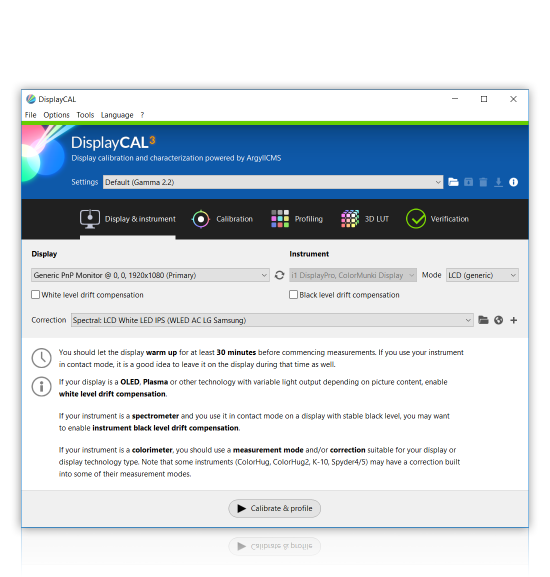 DisplayCAL
File Options Tools Language ?
DisplayCAL3
Display calibration and characterization powered by ArgyllCMS
Settings Default (Gamma 2.2)
Display & instrument Calibration Profiling 3D LUT Verification
Display Instrument
Generic PnP Monitor @ 0, 0, 1920x1080 (Primary) i1 DisplayPro, ColorMunki Display Mode LCD (generic)
White level drift compensation Black level drift compensation
Correction Spectral: LCD White LED IPS (WLED AC LG Samsung)
You should let the display warm up for at least 30 minutes before commencing measurements. If you use your instrument
in contact mode, it is a good idea to leave it on the display during that time as well.
If your display is a OLED, Plasma or other technology with variable light output depending on picture content, enable
white level drift compensation.
If your instrument is a spectrometer and you use it in contact mode on a display with stable black level, you may want
to enable instrument black level drift compensation.
If your instrument is a colorimeter, you should use a measurement mode and/or correction suitable for your display or
display technology type. Note that some instruments (ColorHug, ColorHug2, K-10, Spyder4/5) may have a correction built
into some of their measurement modes.
Calibrate & profile
Calibrate & profile